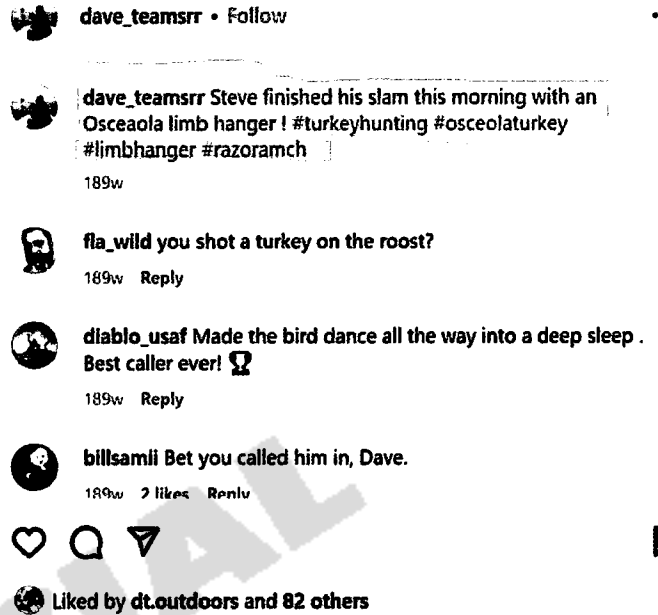 dave_teamsrr • Follow
dave_teamsrr Steve finished his slam this morning with an
Osceaola limb hanger ! #turkeyhunting #osceolaturkey
#limbhanger #razoramch
189w
fla_wild you shot a turkey on the roost?
189w Reply
diablo_usaf Made the bird dance all the way into a deep sleep .
Best caller ever! 🏆
189w Reply
billsamii Bet you called him in, Dave.
189w 2 likes Reply
Liked by dt.outdoors and 82 others